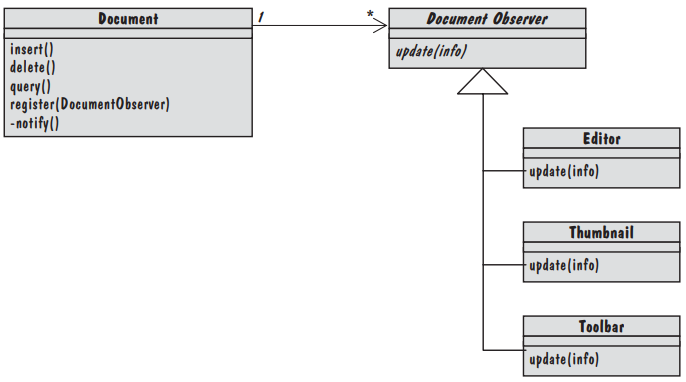 Document
1
*
Document Observer
insert()
delete()
query()
register(DocumentObserver)
-notify()
update(info)
Editor
update(info)
Thumbnail
update(info)
Toolbar
update(info)